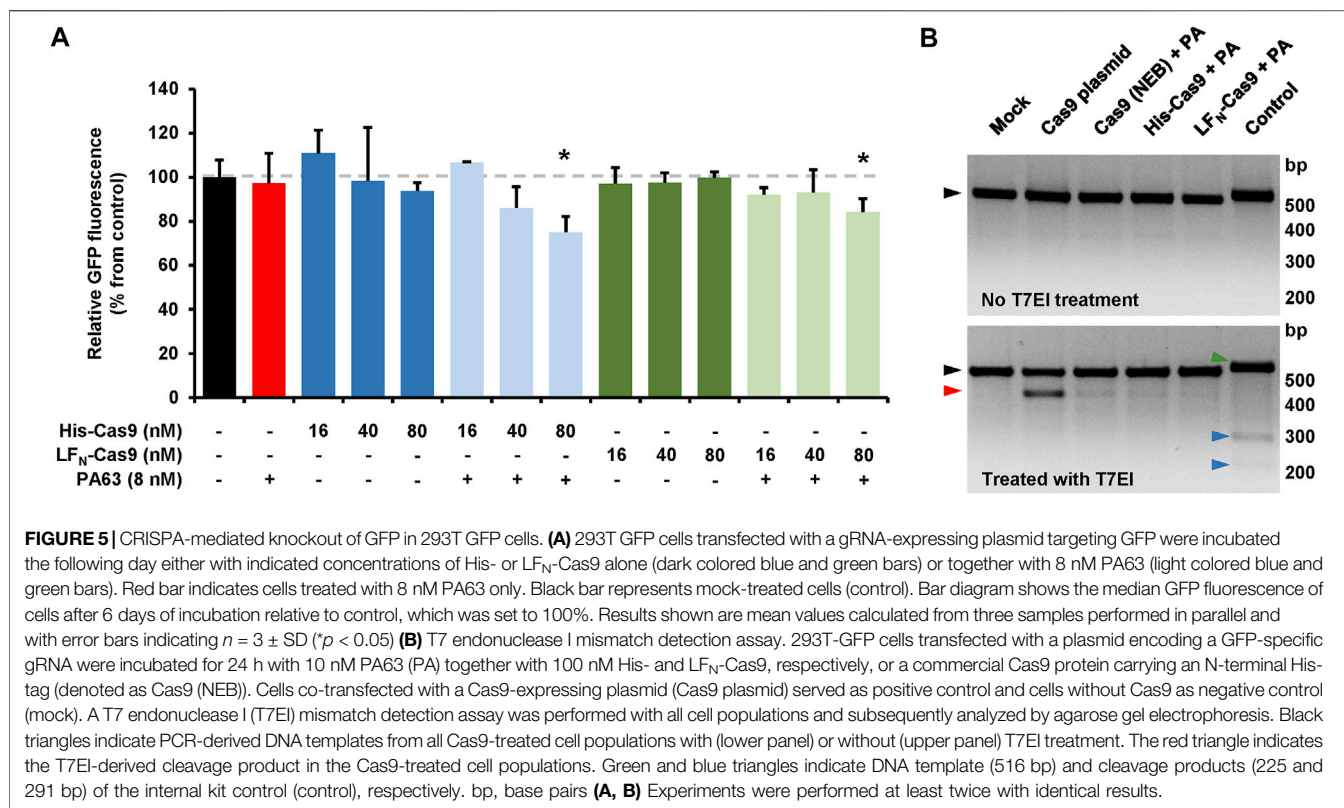 A
B
Relative GFP fluorescence
(% from control)
140
120
100
80
60
40
20
0
* *
His-Cas9 (nM) - - 16 40 80 16 40 80 - - - - - -
LFN-Cas9 (nM) - - - - - - - - 16 40 80 16 40 80
PA63 (8 nM) - + - - - + + + - - - + + +
Mock
Cas9 plasmid
Cas9 (NEB) + PA
His-Cas9 + PA
LFN-Cas9 + PA
Control
bp
500
400
300
200
No T7EI treatment
bp
500
400
300
200
Treated with T7EI
FIGURE 5 | CRISPA-mediated knockout of GFP in 293T GFP cells. (A) 293T GFP cells transfected with a gRNA-expressing plasmid targeting GFP were incubated
the following day either with indicated concentrations of His- or LFN-Cas9 alone (dark colored blue and green bars) or together with 8 nM PA63 (light colored blue and
green bars). Red bar indicates cells treated with 8 nM PA63 only. Black bar represents mock-treated cells (control). Bar diagram shows the median GFP fluorescence of
cells after 6 days of incubation relative to control, which was set to 100%. Results shown are mean values calculated from three samples performed in parallel and
with error bars indicating n = 3 ± SD (*p < 0.05) (B) T7 endonuclease I mismatch detection assay. 293T-GFP cells transfected with a plasmid encoding a GFP-specific
gRNA were incubated for 24 h with 10 nM PA63 (PA) together with 100 nM His- and LFN-Cas9, respectively, or a commercial Cas9 protein carrying an N-terminal His-
tag (denoted as Cas9 (NEB)). Cells co-transfected with a Cas9-expressing plasmid (Cas9 plasmid) served as positive control and cells without Cas9 as negative control
(mock). A T7 endonuclease I (T7EI) mismatch detection assay was performed with all cell populations and subsequently analyzed by agarose gel electrophoresis. Black
triangles indicate PCR-derived DNA templates from all Cas9-treated cell populations with (lower panel) or without (upper panel) T7EI treatment. The red triangle indicates
the T7EI-derived cleavage product in the Cas9-treated cell populations. Green and blue triangles indicate DNA template (516 bp) and cleavage products (225 and
291 bp) of the internal kit control (control), respectively. bp, base pairs (A, B) Experiments were performed at least twice with identical results.